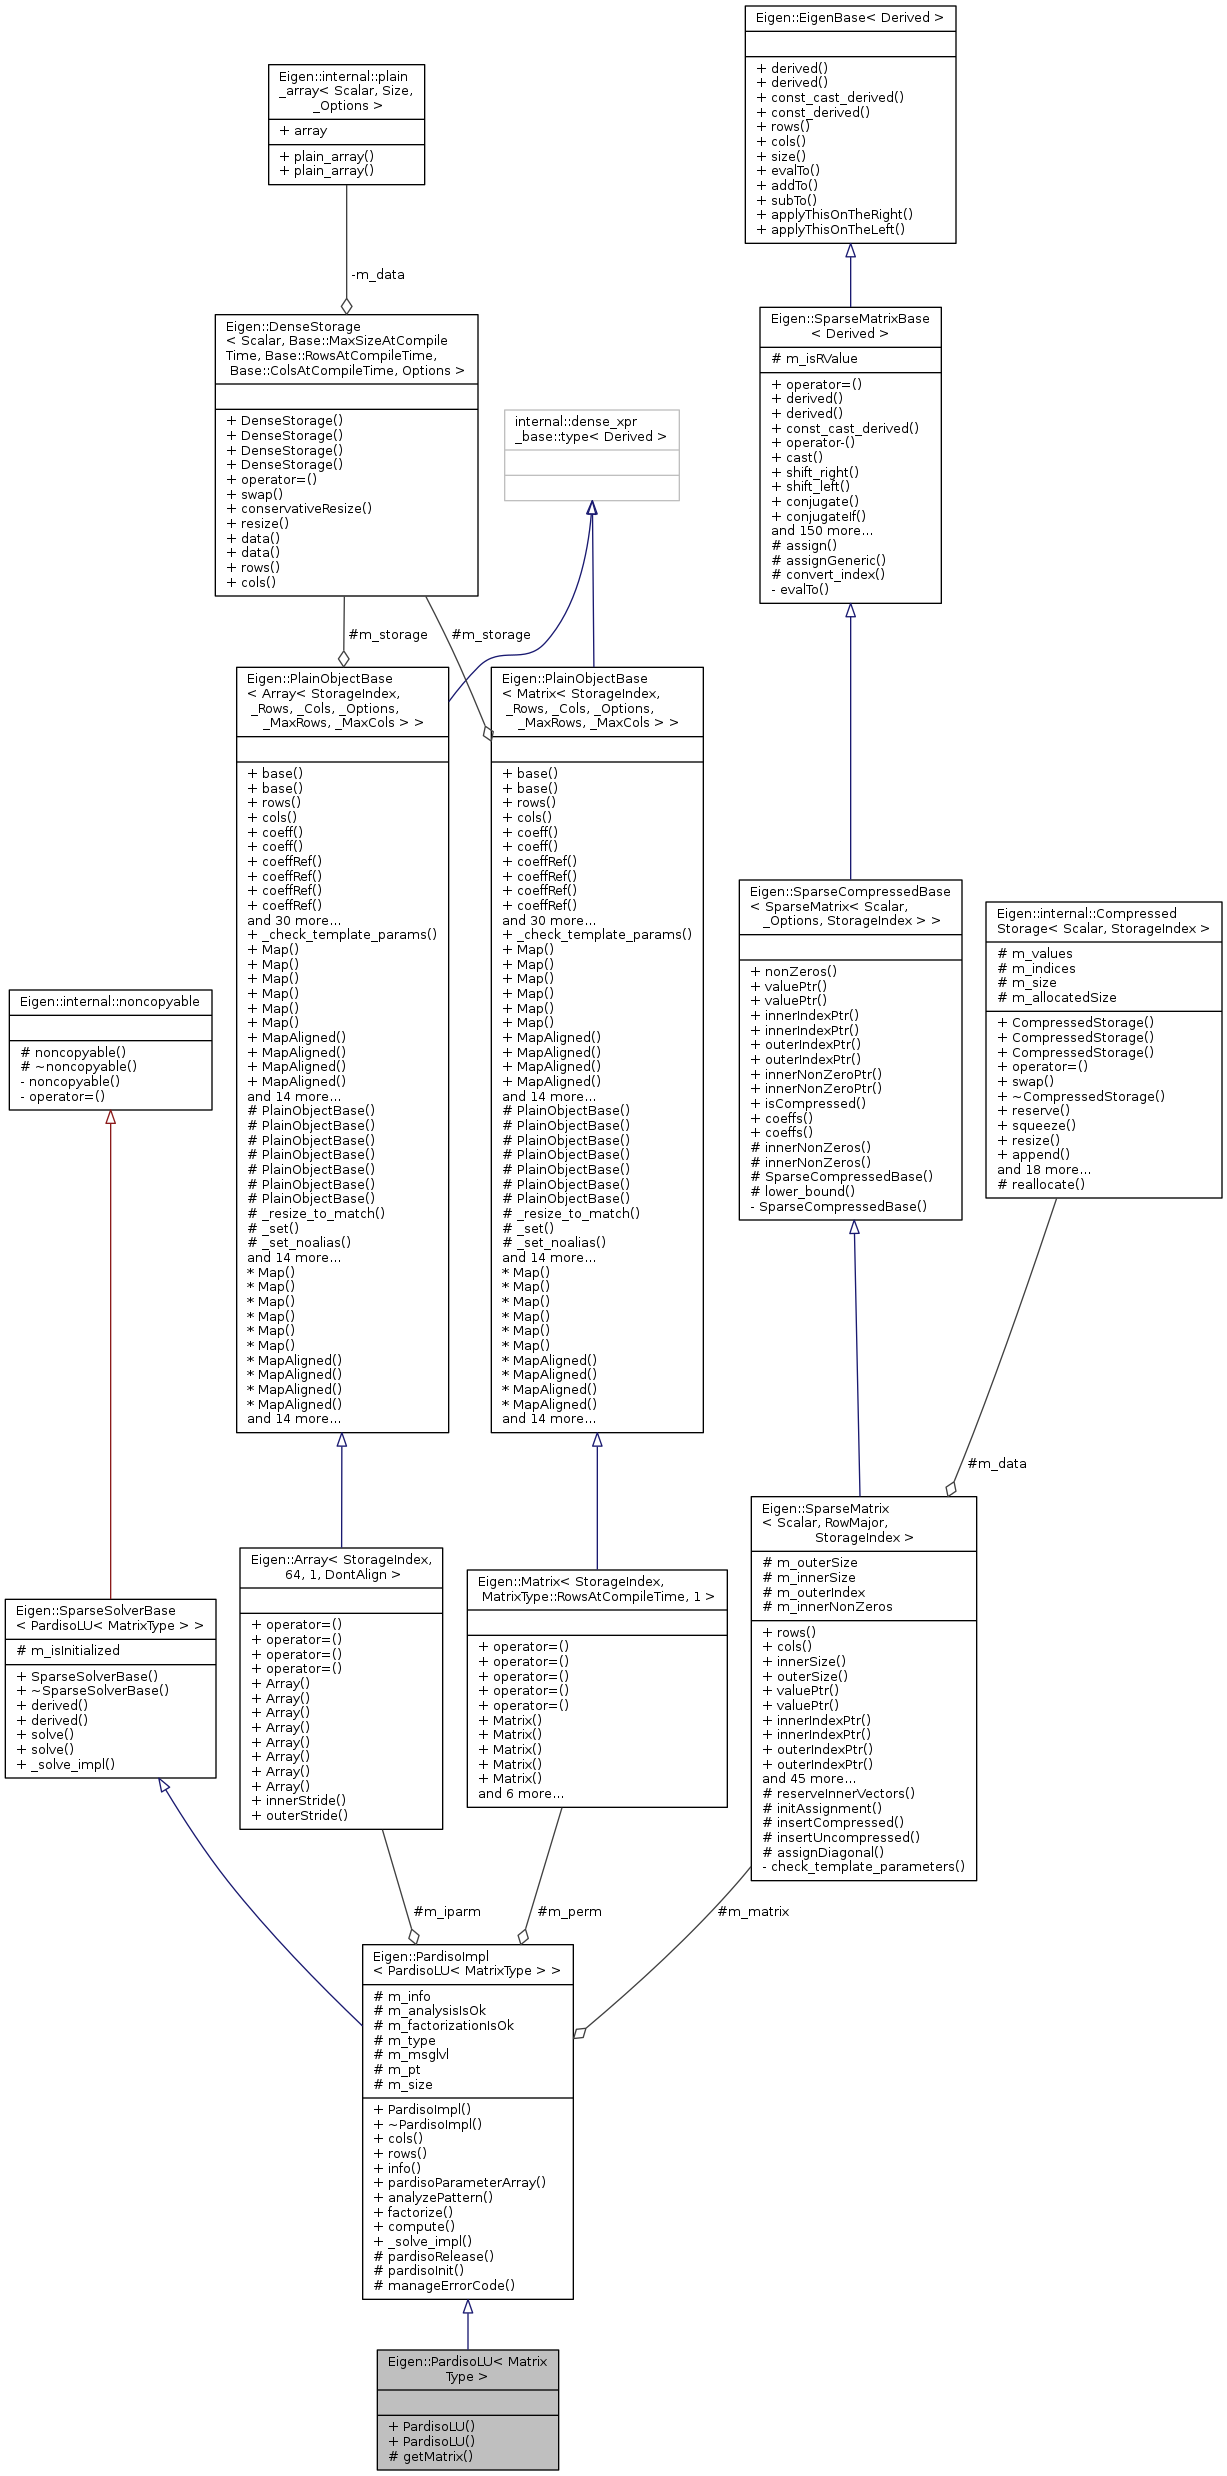 Eigen::EigenBase< Derived >
+ derived()
+ derived()
+ const_cast_derived()
+ const_derived()
+ rows()
+ cols()
+ size()
+ evalTo()
+ addTo()
+ subTo()
+ applyThisOnTheRight()
+ applyThisOnTheLeft()
Eigen::internal::plain
_array< Scalar, Size,
_Options >
+ array
+ plain_array()
+ plain_array()
-m_data
Eigen::DenseStorage
< Scalar, Base::MaxSizeAtCompile
Time, Base::RowsAtCompileTime,
Base::ColsAtCompileTime, Options >
+ DenseStorage()
+ DenseStorage()
+ DenseStorage()
+ DenseStorage()
+ operator=()
+ swap()
+ conservativeResize()
+ resize()
+ data()
+ data()
+ rows()
+ cols()
Eigen::SparseMatrixBase
< Derived >
# m_isRValue
+ operator=()
+ derived()
+ derived()
+ const_cast_derived()
+ operator-()
+ cast()
+ shift_right()
+ shift_left()
+ conjugate()
+ conjugateIf()
and 150 more...
# assign()
# assignGeneric()
# convert_index()
- evalTo()
internal::dense_xpr
_base::type< Derived >
#m_storage
#m_storage
Eigen::PlainObjectBase
< Array< StorageIndex,
_Rows, _Cols, _Options,
_MaxRows, _MaxCols > >
+ base()
+ base()
+ rows()
+ cols()
+ coeff()
+ coeff()
+ coeffRef()
+ coeffRef()
+ coeffRef()
+ coeffRef()
and 30 more...
+ _check_template_params()
+ Map()
+ Map()
+ Map()
+ Map()
+ Map()
+ Map()
+ MapAligned()
+ MapAligned()
+ MapAligned()
+ MapAligned()
and 14 more...
# PlainObjectBase()
# PlainObjectBase()
# PlainObjectBase()
# PlainObjectBase()
# PlainObjectBase()
# PlainObjectBase()
# PlainObjectBase()
# _resize_to_match()
# _set()
# _set_noalias()
and 14 more...
* Map()
* Map()
* Map()
* Map()
* Map()
* Map()
* MapAligned()
* MapAligned()
* MapAligned()
* MapAligned()
and 14 more...
Eigen::PlainObjectBase
< Matrix< StorageIndex,
_Rows, _Cols, _Options,
_MaxRows, _MaxCols > >
+ base()
+ base()
+ rows()
+ cols()
+ coeff()
+ coeff()
+ coeffRef()
+ coeffRef()
+ coeffRef()
+ coeffRef()
and 30 more...
+ _check_template_params()
+ Map()
+ Map()
+ Map()
+ Map()
+ Map()
+ Map()
+ MapAligned()
+ MapAligned()
+ MapAligned()
+ MapAligned()
and 14 more...
# PlainObjectBase()
# PlainObjectBase()
# PlainObjectBase()
# PlainObjectBase()
# PlainObjectBase()
# PlainObjectBase()
# PlainObjectBase()
# _resize_to_match()
# _set()
# _set_noalias()
and 14 more...
* Map()
* Map()
* Map()
* Map()
* Map()
* Map()
* MapAligned()
* MapAligned()
* MapAligned()
* MapAligned()
and 14 more...
Eigen::SparseCompressedBase
< SparseMatrix< Scalar,
_Options, StorageIndex > >
+ nonZeros()
+ valuePtr()
+ valuePtr()
+ innerIndexPtr()
+ innerIndexPtr()
+ outerIndexPtr()
+ outerIndexPtr()
+ innerNonZeroPtr()
+ innerNonZeroPtr()
+ isCompressed()
+ coeffs()
+ coeffs()
# innerNonZeros()
# innerNonZeros()
# SparseCompressedBase()
# lower_bound()
- SparseCompressedBase()
Eigen::internal::Compressed
Storage< Scalar, StorageIndex >
# m_values
# m_indices
# m_size
# m_allocatedSize
+ CompressedStorage()
+ CompressedStorage()
+ CompressedStorage()
+ operator=()
+ swap()
+ ~CompressedStorage()
+ reserve()
+ squeeze()
+ resize()
+ append()
and 18 more...
# reallocate()
Eigen::internal::noncopyable
# noncopyable()
# ~noncopyable()
- noncopyable()
- operator=()
#m_data
Eigen::SparseSolverBase
< PardisoLU< MatrixType > >
# m_isInitialized
+ SparseSolverBase()
+ ~SparseSolverBase()
+ derived()
+ derived()
+ solve()
+ solve()
+ _solve_impl()
Eigen::Array< StorageIndex,
64, 1, DontAlign >
+ operator=()
+ operator=()
+ operator=()
+ operator=()
+ Array()
+ Array()
+ Array()
+ Array()
+ Array()
+ Array()
+ Array()
+ Array()
+ innerStride()
+ outerStride()
Eigen::Matrix< StorageIndex,
MatrixType::RowsAtCompileTime, 1 >
+ operator=()
+ operator=()
+ operator=()
+ operator=()
+ operator=()
+ Matrix()
+ Matrix()
+ Matrix()
+ Matrix()
+ Matrix()
and 6 more...
Eigen::SparseMatrix
< Scalar, RowMajor,
StorageIndex >
# m_outerSize
# m_innerSize
# m_outerIndex
# m_innerNonZeros
+ rows()
+ cols()
+ innerSize()
+ outerSize()
+ valuePtr()
+ valuePtr()
+ innerIndexPtr()
+ innerIndexPtr()
+ outerIndexPtr()
+ outerIndexPtr()
and 45 more...
# reserveInnerVectors()
# initAssignment()
# insertCompressed()
# insertUncompressed()
# assignDiagonal()
- check_template_parameters()
#m_iparm
#m_perm
#m_matrix
Eigen::PardisoImpl
< PardisoLU< MatrixType > >
# m_info
# m_analysisIsOk
# m_factorizationIsOk
# m_type
# m_msglvl
# m_pt
# m_size
+ PardisoImpl()
+ ~PardisoImpl()
+ cols()
+ rows()
+ info()
+ pardisoParameterArray()
+ analyzePattern()
+ factorize()
+ compute()
+ _solve_impl()
# pardisoRelease()
# pardisoInit()
# manageErrorCode()
Eigen::PardisoLU< Matrix
Type >
+ PardisoLU()
+ PardisoLU()
# getMatrix()